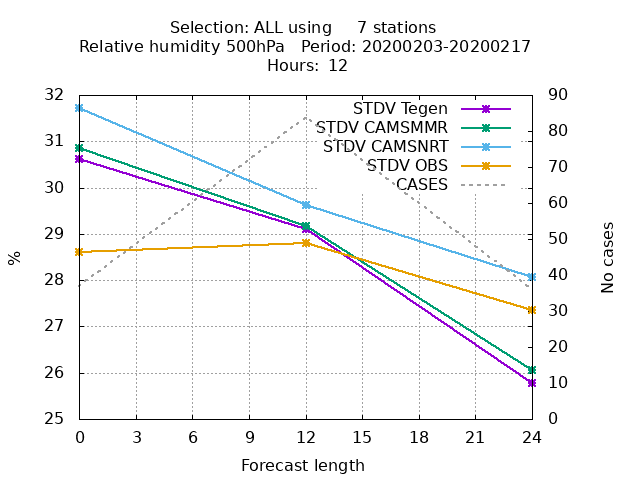 Selection: ALL using     7 stations
Relative humidity 500hPa   Period: 20200203-20200217
Hours: 12
STDV Tegen
STDV CAMSMMR
STDV CAMSNRT
STDV OBS
CASES
32
31
30
29
28
27
26
25
%
90
80
70
60
50
40
30
20
10
0
No cases
0 3 6 9 12 15 18 21 24
Forecast length